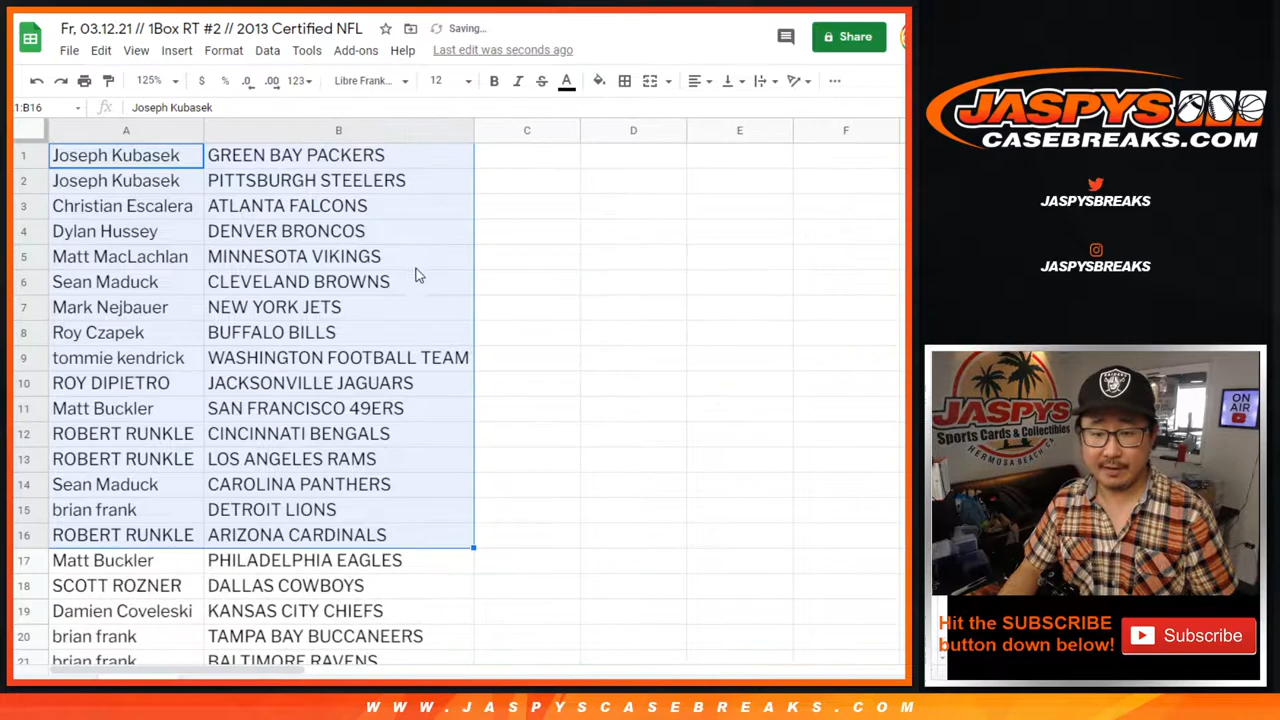 Fr, 03.12.21 // 1Box RT #2 // 2013 Certified NFL
Saving...
File Edit View Insert Format Data Tools Add-ons Help Last edit was seconds ago
Share
125% $ % .0 .00 123 Libre Frank... 12 B I S A
1:B16 fx Joseph Kubasek
A B C D E F
1 Joseph Kubasek GREEN BAY PACKERS
2 Joseph Kubasek PITTSBURGH STEELERS
3 Christian Escalera ATLANTA FALCONS
4 Dylan Hussey DENVER BRONCOS
5 Matt MacLachlan MINNESOTA VIKINGS
6 Sean Maduck CLEVELAND BROWNS
7 Mark Nejbauer NEW YORK JETS
8 Roy Czapek BUFFALO BILLS
9 tommie kendrick WASHINGTON FOOTBALL TEAM
10 ROY DIPIETRO JACKSONVILLE JAGUARS
11 Matt Buckler SAN FRANCISCO 49ERS
12 ROBERT RUNKLE CINCINNATI BENGALS
13 ROBERT RUNKLE LOS ANGELES RAMS
14 Sean Maduck CAROLINA PANTHERS
15 brian frank DETROIT LIONS
16 ROBERT RUNKLE ARIZONA CARDINALS
17 Matt Buckler PHILADELPHIA EAGLES
18 SCOTT ROZNER DALLAS COWBOYS
19 Damien Coveleski KANSAS CITY CHIEFS
20 brian frank TAMPA BAY BUCCANEERS
21 brian frank BALTIMORE RAVENS
JASPYS
CASEBREAKS.COM
JASPYSBREAKS
JASPYSBREAKS
JASPYS
Sports Cards & Collectibles
HERMOSA BEACH CA
RAIDERS
ON
AIR
Hit the SUBSCRIBE
button down below!
Subscribe
WWW.JASPYSCASEBREAKS.COM